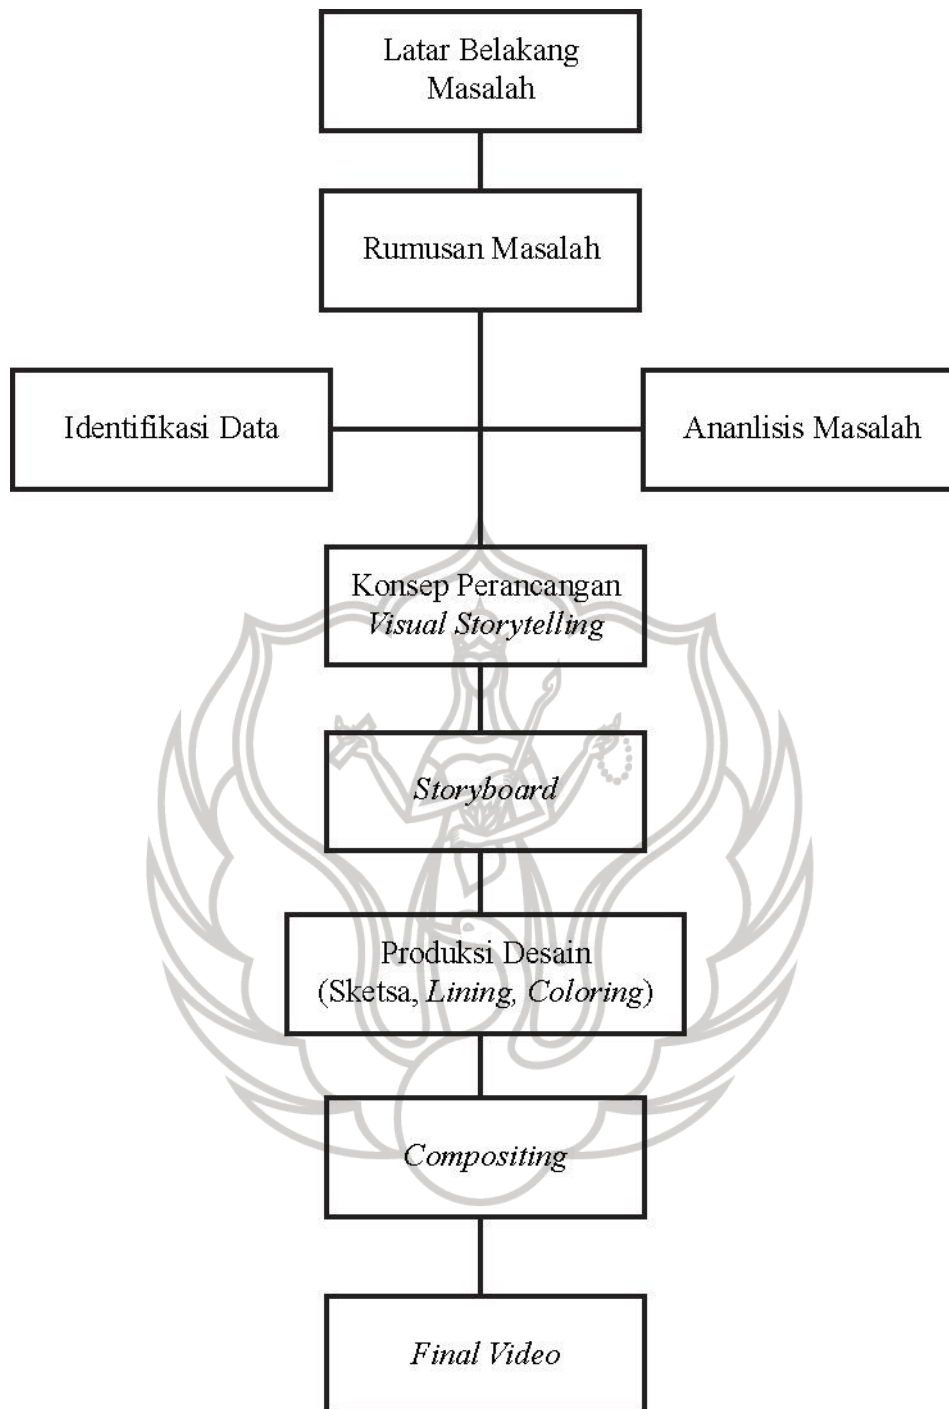 Latar Belakang
Masalah
Rumusan Masalah
Identifikasi Data
Ananlisis Masalah
Konsep Perancangan
Visual Storytelling
Storyboard
Produksi Desain
(Sketsa, Lining, Coloring)
Compositing
Final Video